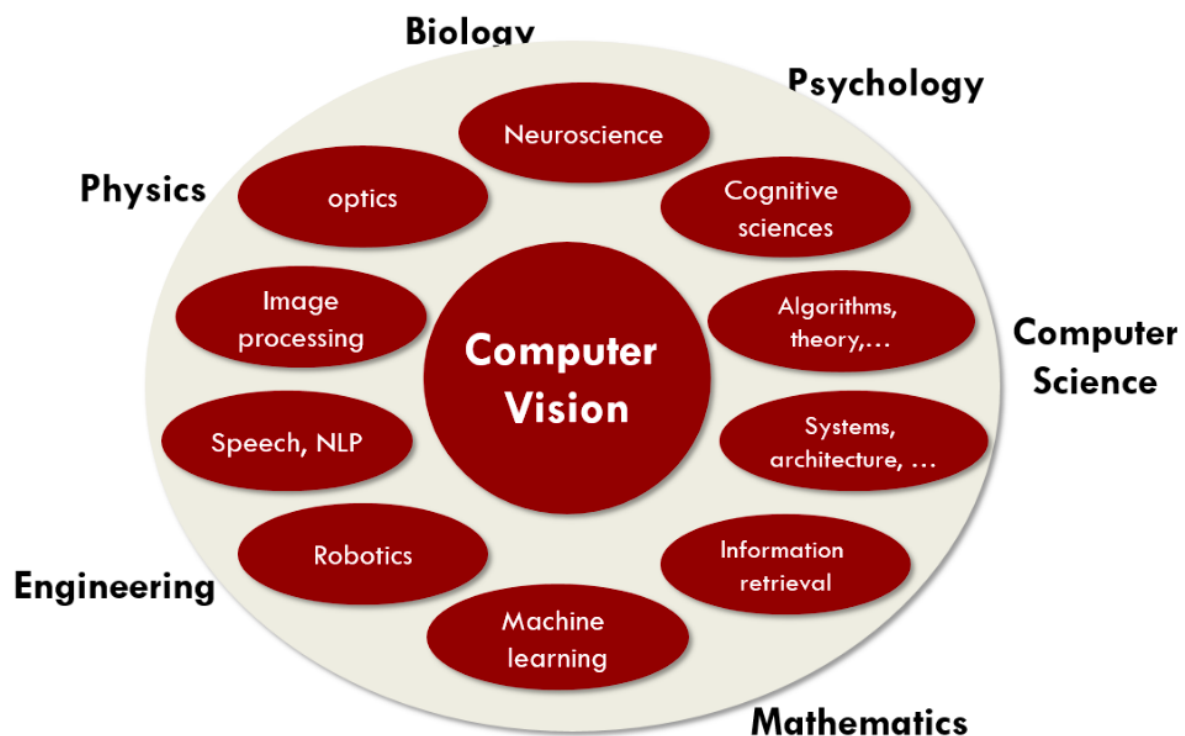 Biology
Psychology
Neuroscience
Physics
optics
Cognitive
sciences
Image
processing
Algorithms,
theory,...
Computer
Vision
Computer
Science
Speech, NLP
Systems,
architecture, ...
Robotics
Information
retrieval
Engineering
Machine
learning
Mathematics